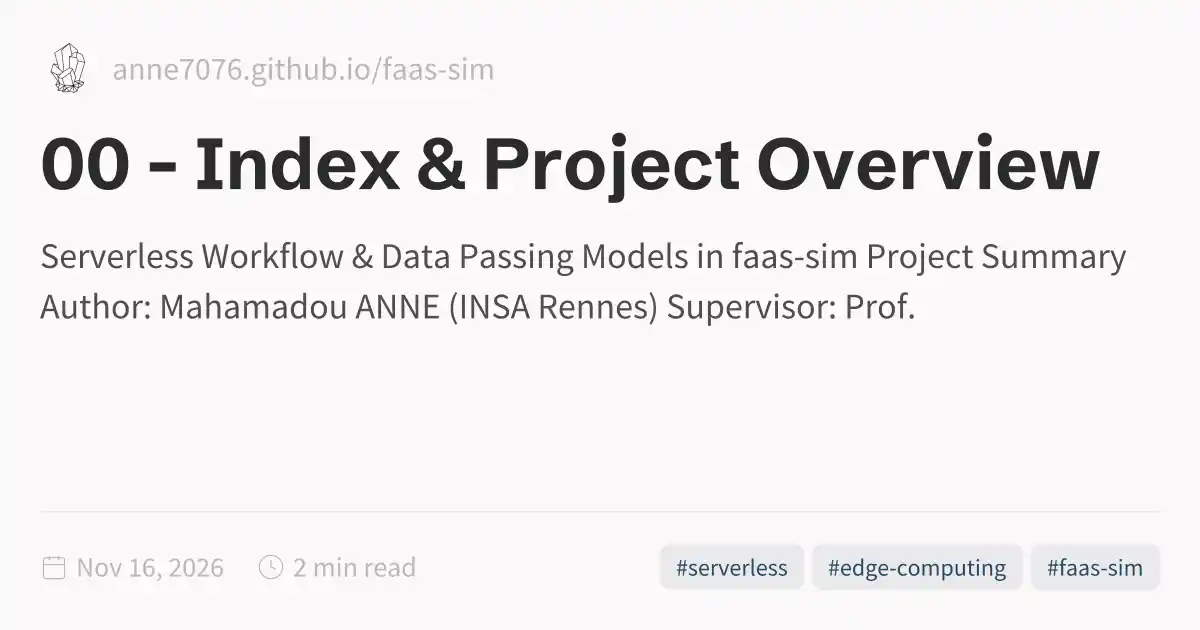 anne7076.github.io/faas-sim
00 - Index & Project Overview
Serverless Workflow & Data Passing Models in faas-sim Project Summary
Author: Mahamadou ANNE (INSA Rennes) Supervisor: Prof.
Nov 16, 2026
2 min read
#serverless
#edge-computing
#faas-sim